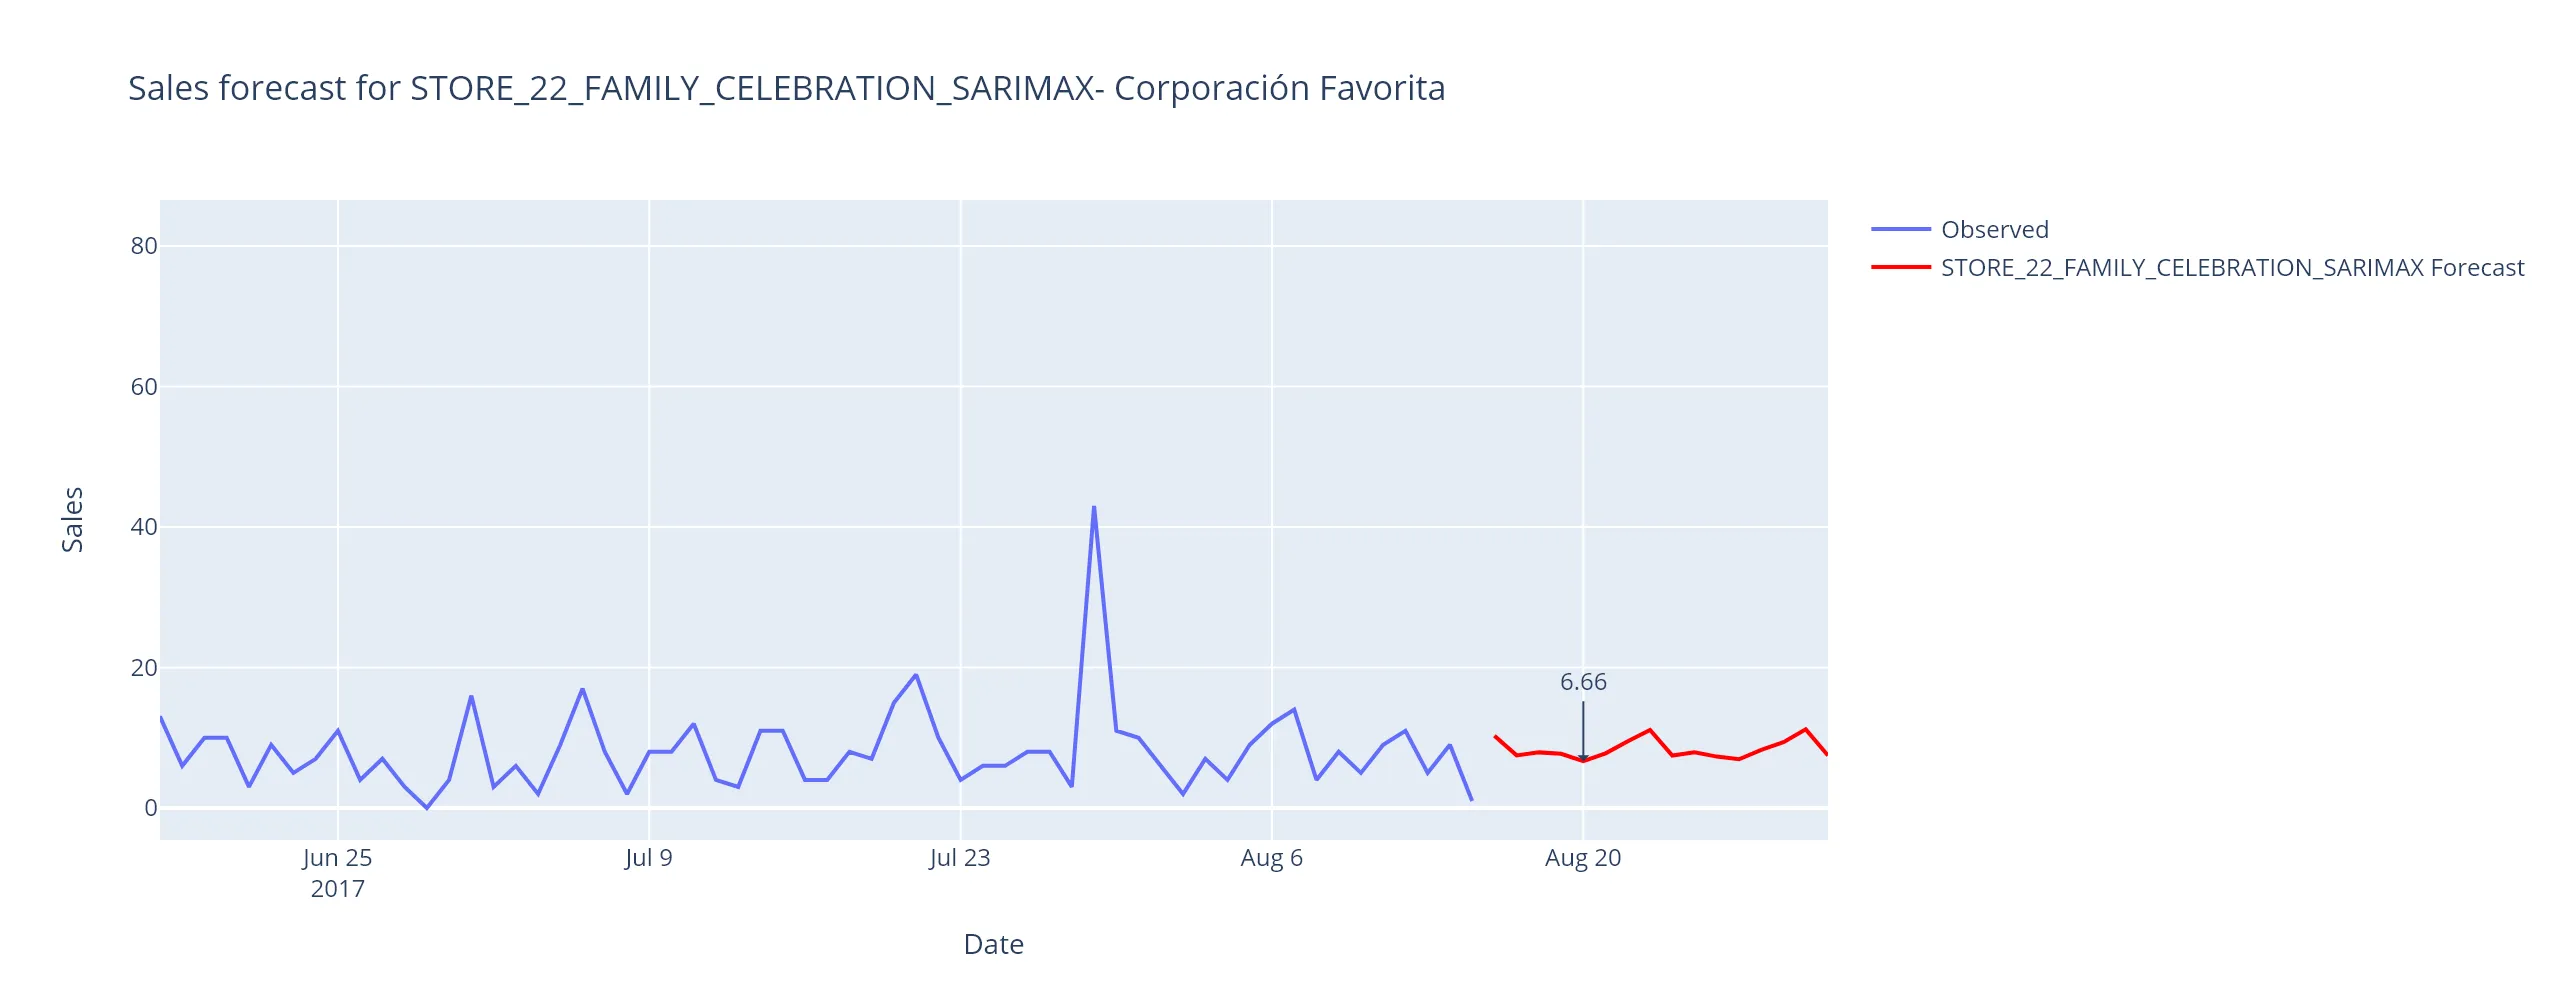 Sales forecast for STORE_22_FAMILY_CELEBRATION_SARIMAX- Corporación Favorita
Observed
STORE_22_FAMILY_CELEBRATION_SARIMAX Forecast
80
60
40
20
0
Sales
6.66
Jun 25
2017
Jul 9
Jul 23
Aug 6
Aug 20
Date